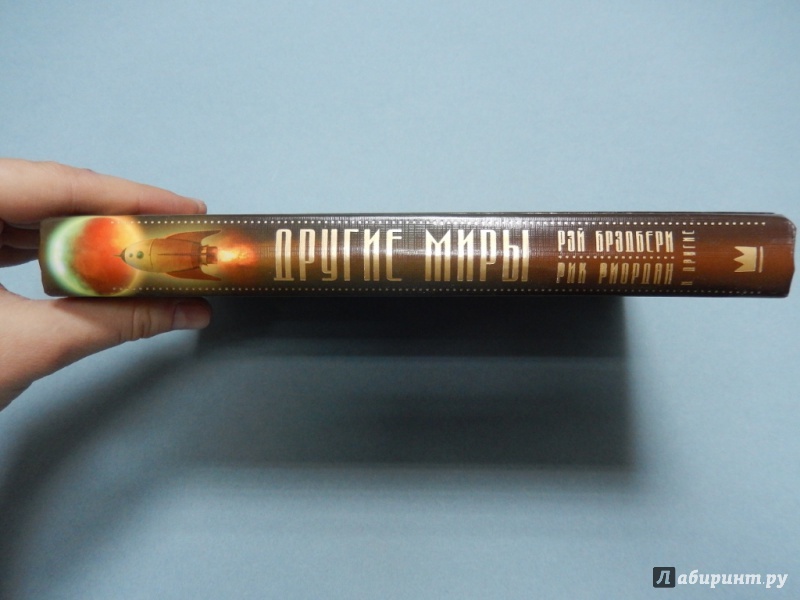 ДРУГИЕ МИРЫ
РЭЙ БРЭДБЕРИ
РИК РИОРДАН
И ДРУГИЕ
Лабиринт.ру